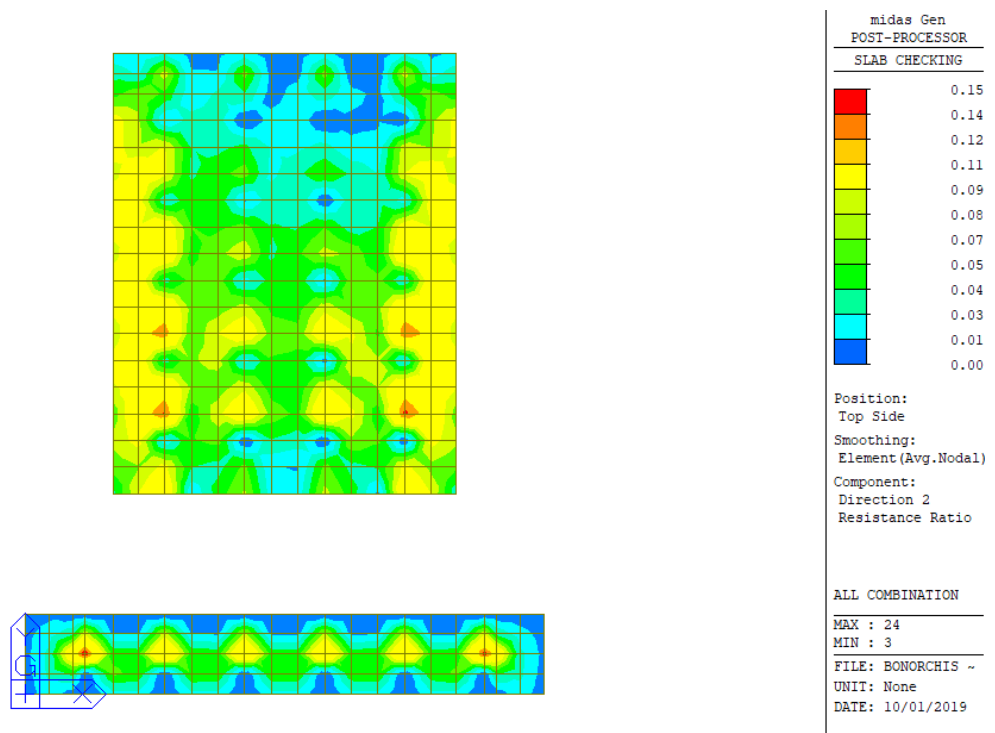 midas Gen
POST-PROCESSOR
SLAB CHECKING
0.15
0.14
0.12
0.11
0.09
0.08
0.07
0.05
0.04
0.03
0.01
0.00
Position:
Top Side
Smoothing:
Element(Avg.Nodal)
Component:
Direction 2
Resistance Ratio
ALL COMBINATION
MAX : 24
MIN : 3
FILE: BONORCHIS ~
UNIT: None
DATE: 10/01/2019
Y
G
X